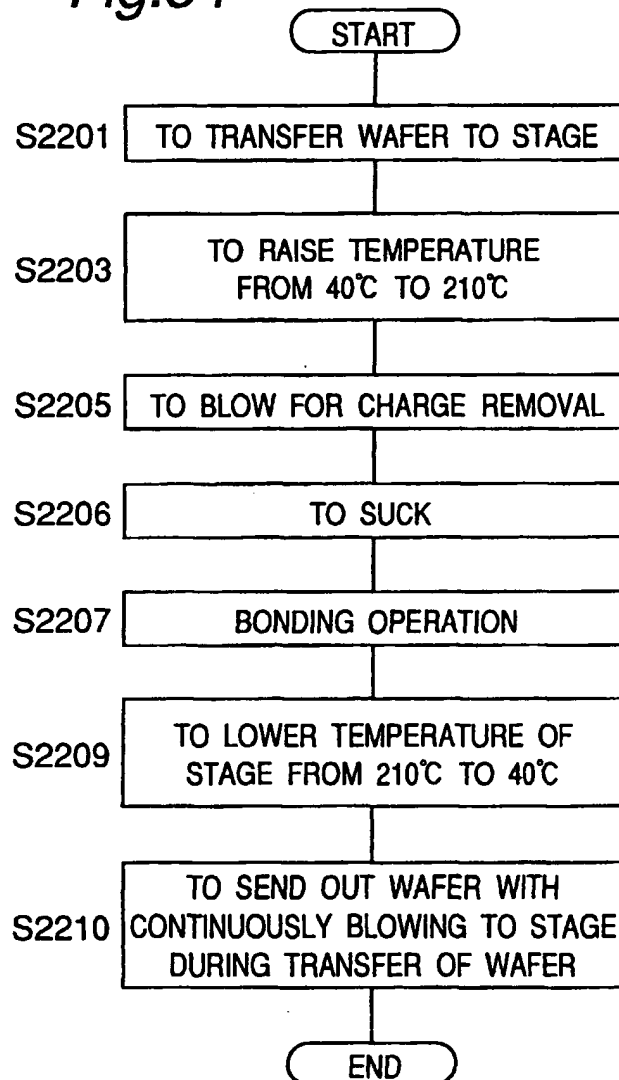 START
S2201 TO TRANSFER WAFER TO STAGE
S2203 TO RAISE TEMPERATURE
FROM 40℃ TO 210℃
S2205 TO BLOW FOR CHARGE REMOVAL
S2206 TO SUCK
S2207 BONDING OPERATION
S2209 TO LOWER TEMPERATURE OF
STAGE FROM 210℃ TO 40℃
S2210 TO SEND OUT WAFER WITH
CONTINUOUSLY BLOWING TO STAGE
DURING TRANSFER OF WAFER
END